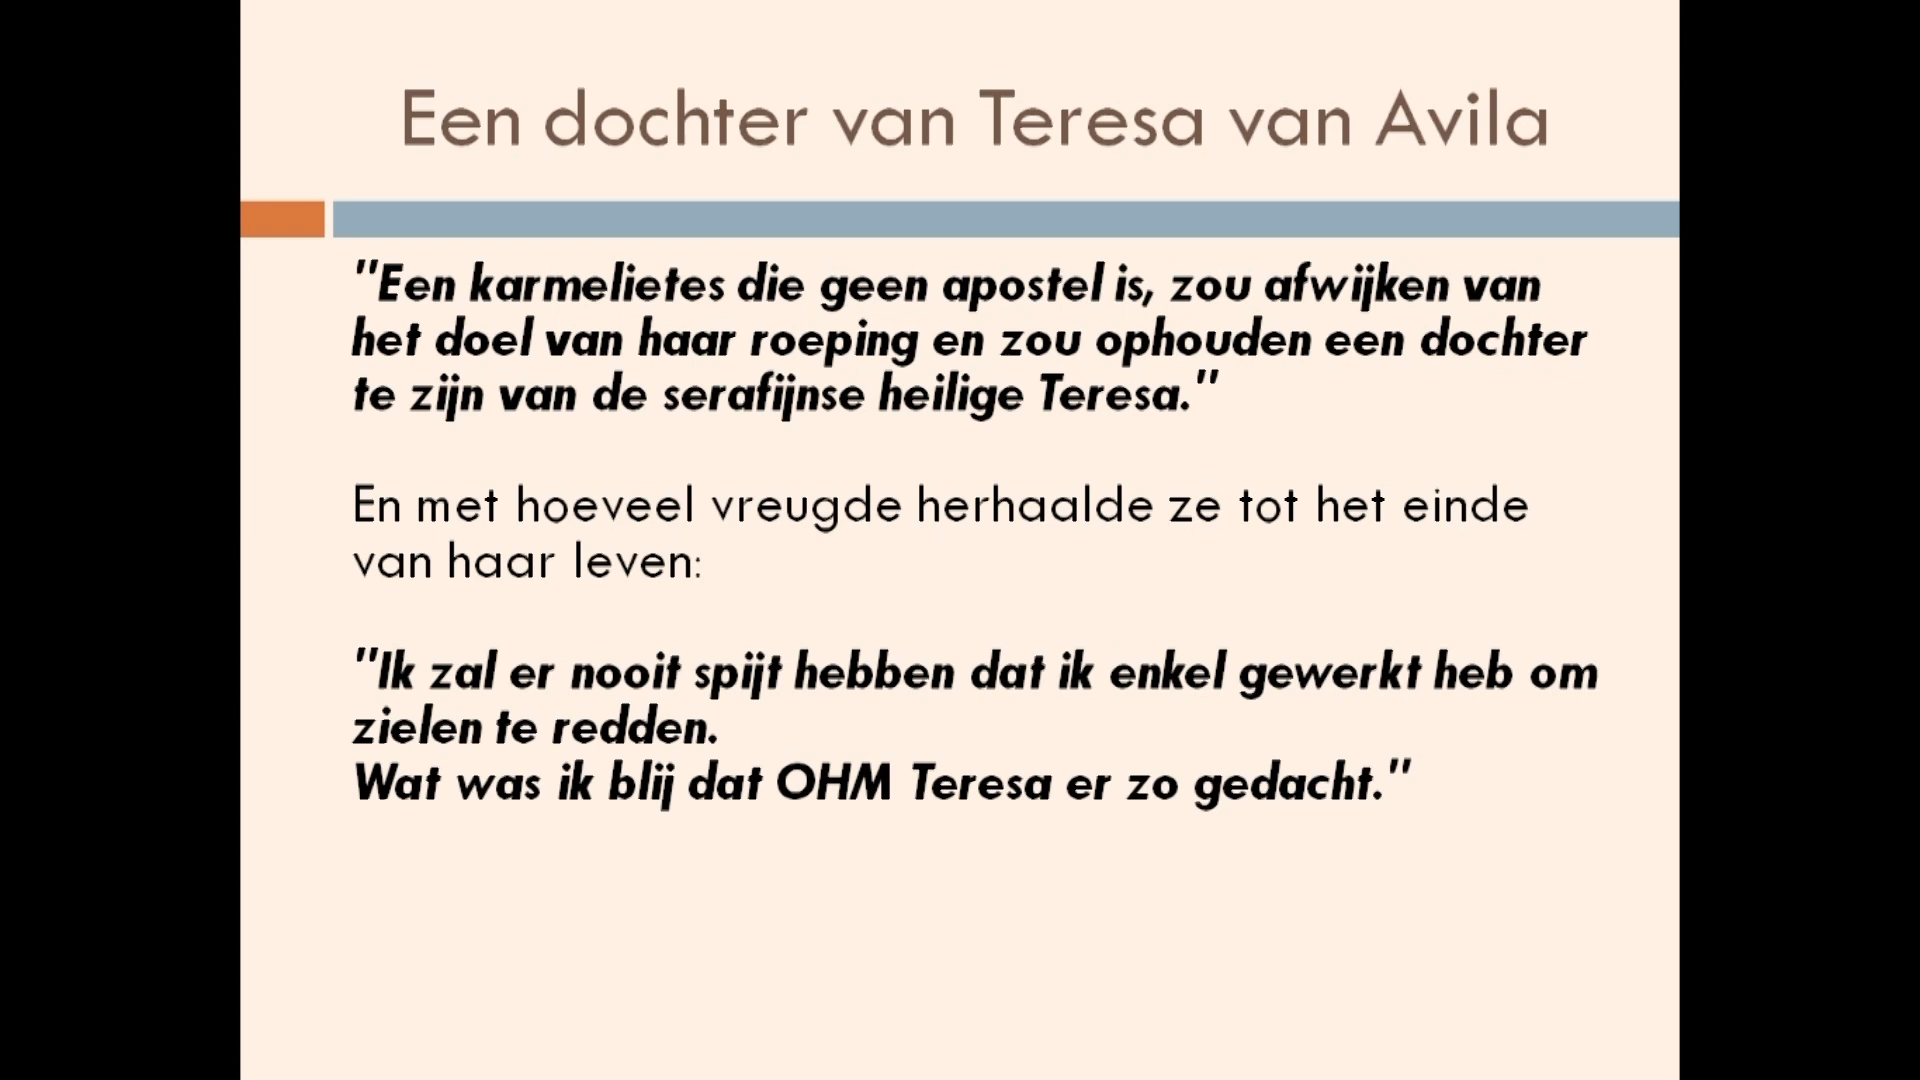 Een dochter van Teresa van Avila
"Een karmelietes die geen apostel is, zou afwijken van
het doel van haar roeping en zou ophouden een dochter
te zijn van de serafijnse heilige Teresa."
En met hoeveel vreugde herhaalde ze tot het einde
van haar leven:
"Ik zal er nooit spijt hebben dat ik enkel gewerkt heb om
zielen te redden.
Wat was ik blij dat OHM Teresa er zo gedacht."